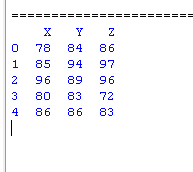 ======================
X Y Z
0 78 84 86
1 85 94 97
2 96 89 96
3 80 83 72
4 86 86 83